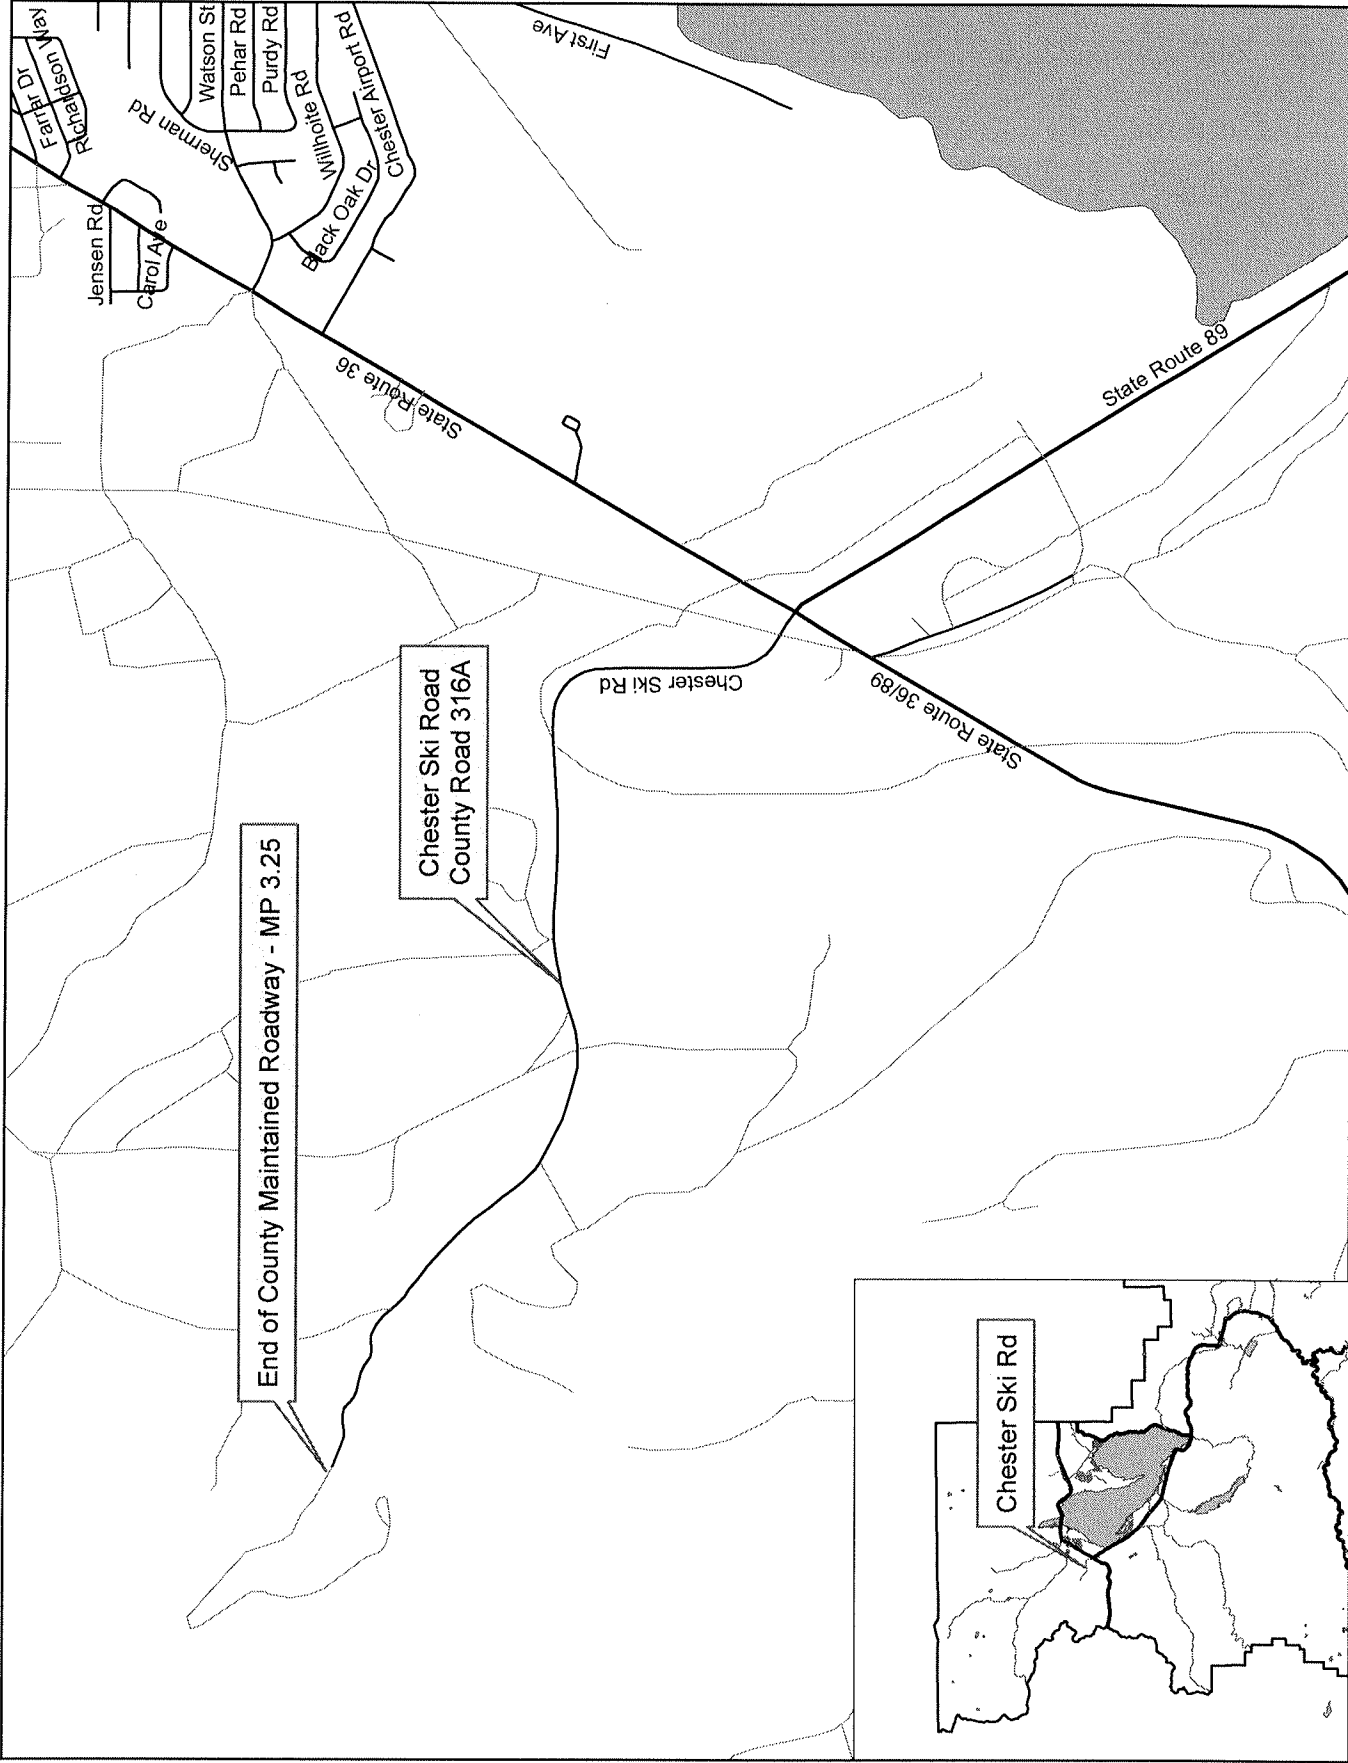 Farrar Dr
Richardson Way
Jensen Rd
Carol Ave
Sherman Rd
Watson St
Pehar Rd
Purdy Rd
Willhoite Rd
Black Oak Dr
Chester Airport Rd
First Ave
State Route 36
State Route 89
Chester Ski Rd
State Route 36/89
Chester Ski Road
County Road 316A
End of County Maintained Roadway - MP 3.25
Chester Ski Rd